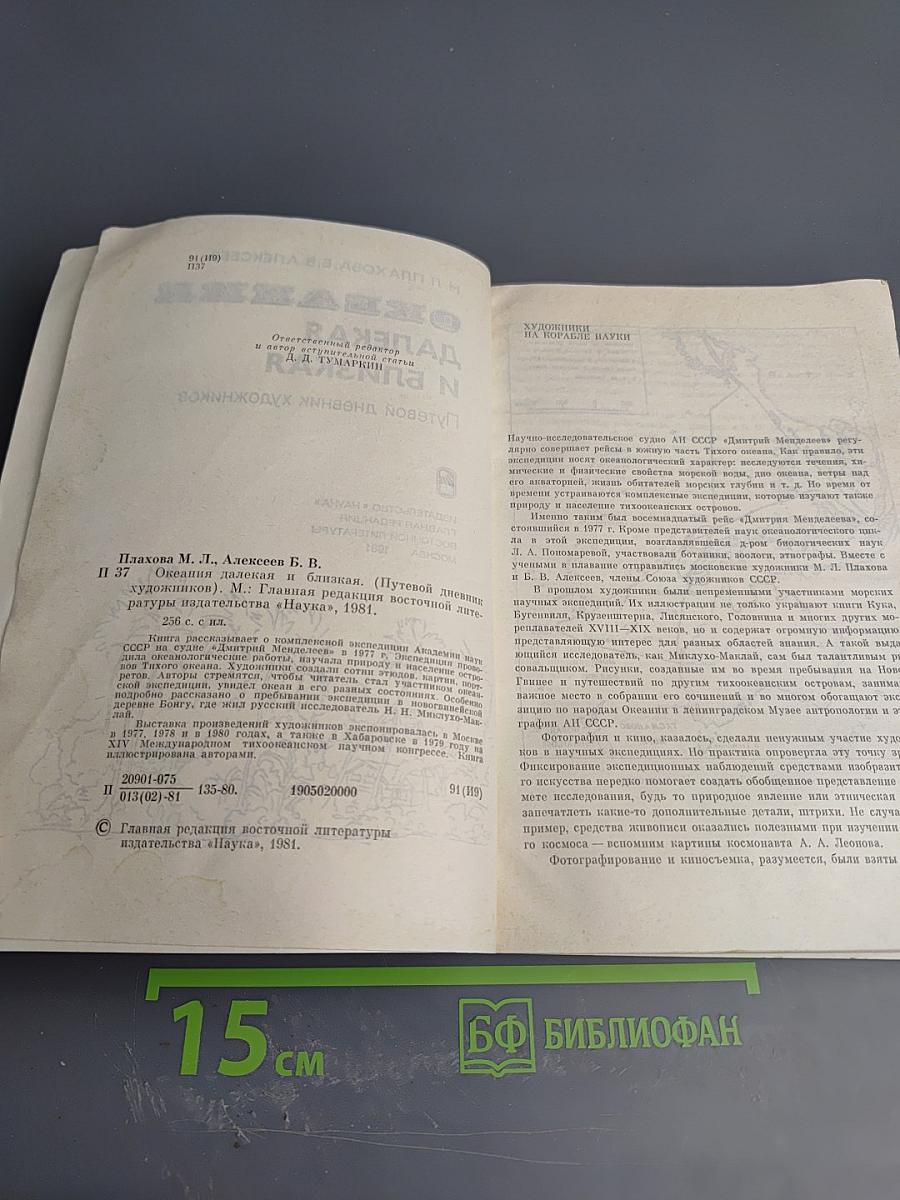 91(И9)
П37
Ответственный редактор
и автор вступительной статьи
Д. Д. ТУМАРКИН
Плахова М. Л., Алексеев Б. В.
П 37 Океания далекая и близкая. (Путевой дневник
художников). М.: Главная редакция восточной лите-
ратуры издательства «Наука», 1981.
256 с. с ил.
Книга рассказывает о комплексной экспедиции Академии наук
СССР на судне «Дмитрий Менделеев» в 1977 г. Экспедиция прово-
дила океанологические работы, изучала природу и население остро-
вов Тихого океана. Художники создали сотни этюдов, картин, порт-
ретов. Авторы стремятся, чтобы читатель стал участником океан-
ской экспедиции, увидел океан в его разных состояниях. Особенно
подробно рассказано о пребывании экспедиции в новогвинейской
деревне Бонгу, где жил русский исследователь Н. Н. Миклухо-Мак-
лай.
Выставка произведений художников экспонировалась в Москве
в 1977, 1978 и в 1980 годах, а также в Хабаровске в 1979 году на
XIV Международном тихоокеанском научном конгрессе. Книга
иллюстрирована авторами.
П 20901-075
013(02)-81 135-80. 1905020000 91(И9)
© Главная редакция восточной литературы
издательства «Наука», 1981.
ХУДОЖНИКИ
НА КОРАБЛЕ НАУКИ
Научно-исследовательское судно АН СССР «Дмитрий Менделеев» регу-
лярно совершает рейсы в южную часть Тихого океана. Как правило, эти
экспедиции носят океанологический характер: исследуются течения, хи-
мические и физические свойства морской воды, дно океана, ветры над
его акваторией, жизнь обитателей морских глубин и т. д. Но время от
времени устраиваются комплексные экспедиции, которые изучают также
природу и население тихоокеанских островов.
Именно таким был восемнадцатый рейс «Дмитрия Менделеева», со-
стоявшийся в 1977 г. Кроме представителей наук океанологического цик-
ла в этой экспедиции, возглавлявшейся д-ром биологических наук
Л. А. Пономаревой, участвовали ботаники, зоологи, этнографы. Вместе с
учеными в плавание отправились московские художники М. Л. Плахова
и Б. В. Алексеев, члены Союза художников СССР.
В прошлом художники были непременными участниками морских
научных экспедиций. Их иллюстрации не только украшают книги Кука,
Бугенвиля, Крузенштерна, Лисянского, Головнина и многих других мо-
реплавателей XVIII—XIX веков, но и содержат огромную информацию
представляющую интерес для разных областей знания. А такой выда
ющийся исследователь, как Миклухо-Маклай, сам был талантливым ри
совальщиком. Рисунки, созданные им во время пребывания на Ново
Гвинее и путешествий по другим тихоокеанским островам, занима
важное место в собрании его сочинений и во многом обогащают экс
зицию по народам Океании в ленинградском Музее антропологии и эт
графии АН СССР.
Фотография и кино, казалось, сделали ненужным участие худо
ков в научных экспедициях. Но практика опровергла эту точку зр
Фиксирование экспедиционных наблюдений средствами изобразит
го искусства нередко помогает создать обобщенное представление
мете исследования, будь то природное явление или этническая
запечатлеть какие-то дополнительные детали, штрихи. Не случа
пример, средства живописи оказались полезными при изучении
го космоса — вспомним картины космонавта А. А. Леонова.
Фотографирование и киносъемка, разумеется, были взяты
15 см
БФ БИБЛИОФАН